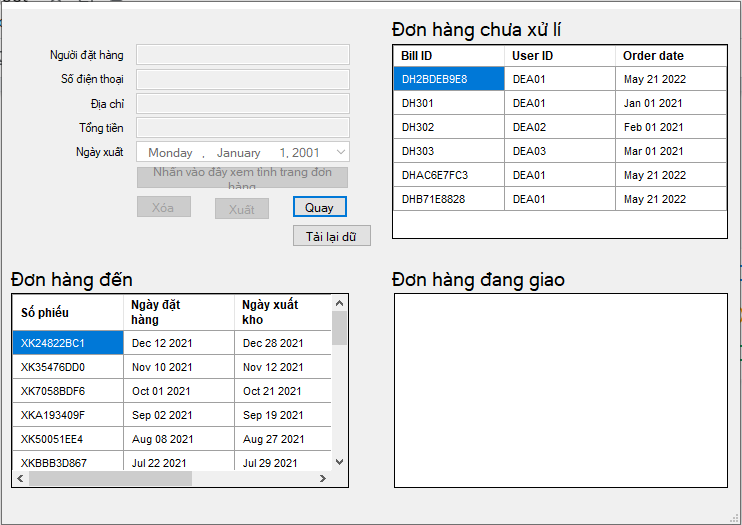 Người đặt hàng
Số điện thoại
Địa chỉ
Tổng tiền
Ngày xuất
Monday , January 1, 2001
Nhấn vào đây xem tình trạng đơn
hàng
Xóa
Xuất
Quay
Tải lại dữ
Đơn hàng chưa xử lí
Bill ID User ID Order date
DH2BDEB9E8 DEA01 May 21 2022
DH301 DEA01 Jan 01 2021
DH302 DEA02 Feb 01 2021
DH303 DEA03 Mar 01 2021
DHAC6E7FC3 DEA01 May 21 2022
DHB71E8828 DEA01 May 21 2022
Đơn hàng đến
Số phiếu Ngày đặt hàng Ngày xuất kho
XK24822BC1 Dec 12 2021 Dec 28 2021
XK35476DD0 Nov 10 2021 Nov 12 2021
XK7058BDF6 Oct 01 2021 Oct 21 2021
XKA193409F Sep 02 2021 Sep 19 2021
XK50051EE4 Aug 08 2021 Aug 27 2021
XKBBB3D867 Jul 22 2021 Jul 29 2021
Đơn hàng đang giao